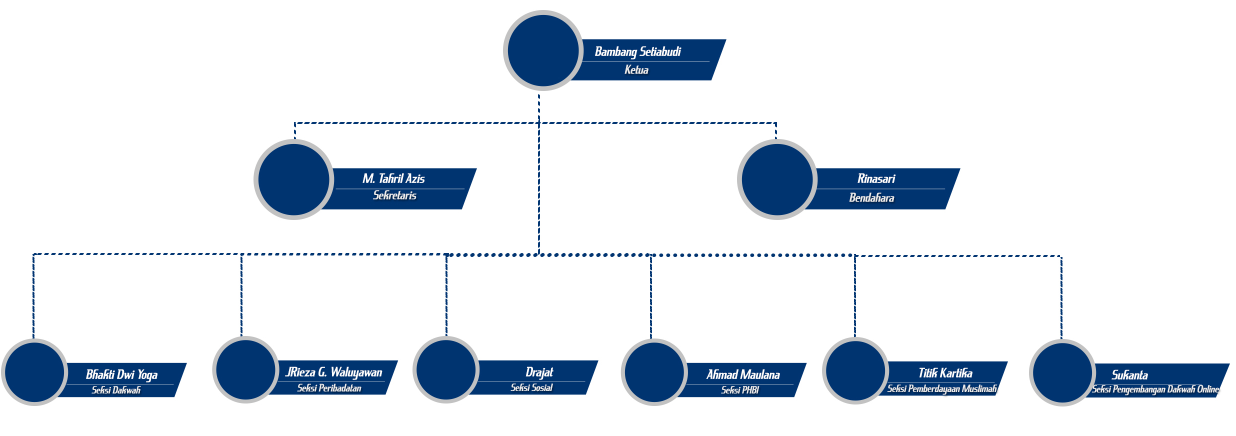 Bambang Setiabudi
Ketua
M. Tahril Azis
Sekretaris
Rinasari
Bendahara
Bhakti Dwi Yoga
Seksi Dakwah
JRieza G. Waluyawan
Seksi Peribadatan
Drajat
Seksi Sosial
Ahmad Maulana
Seksi PHBI
Titik Kartika
Seksi Pemberdayaan Muslimah
Sukanta
Seksi Pengembangan Dakwah Online